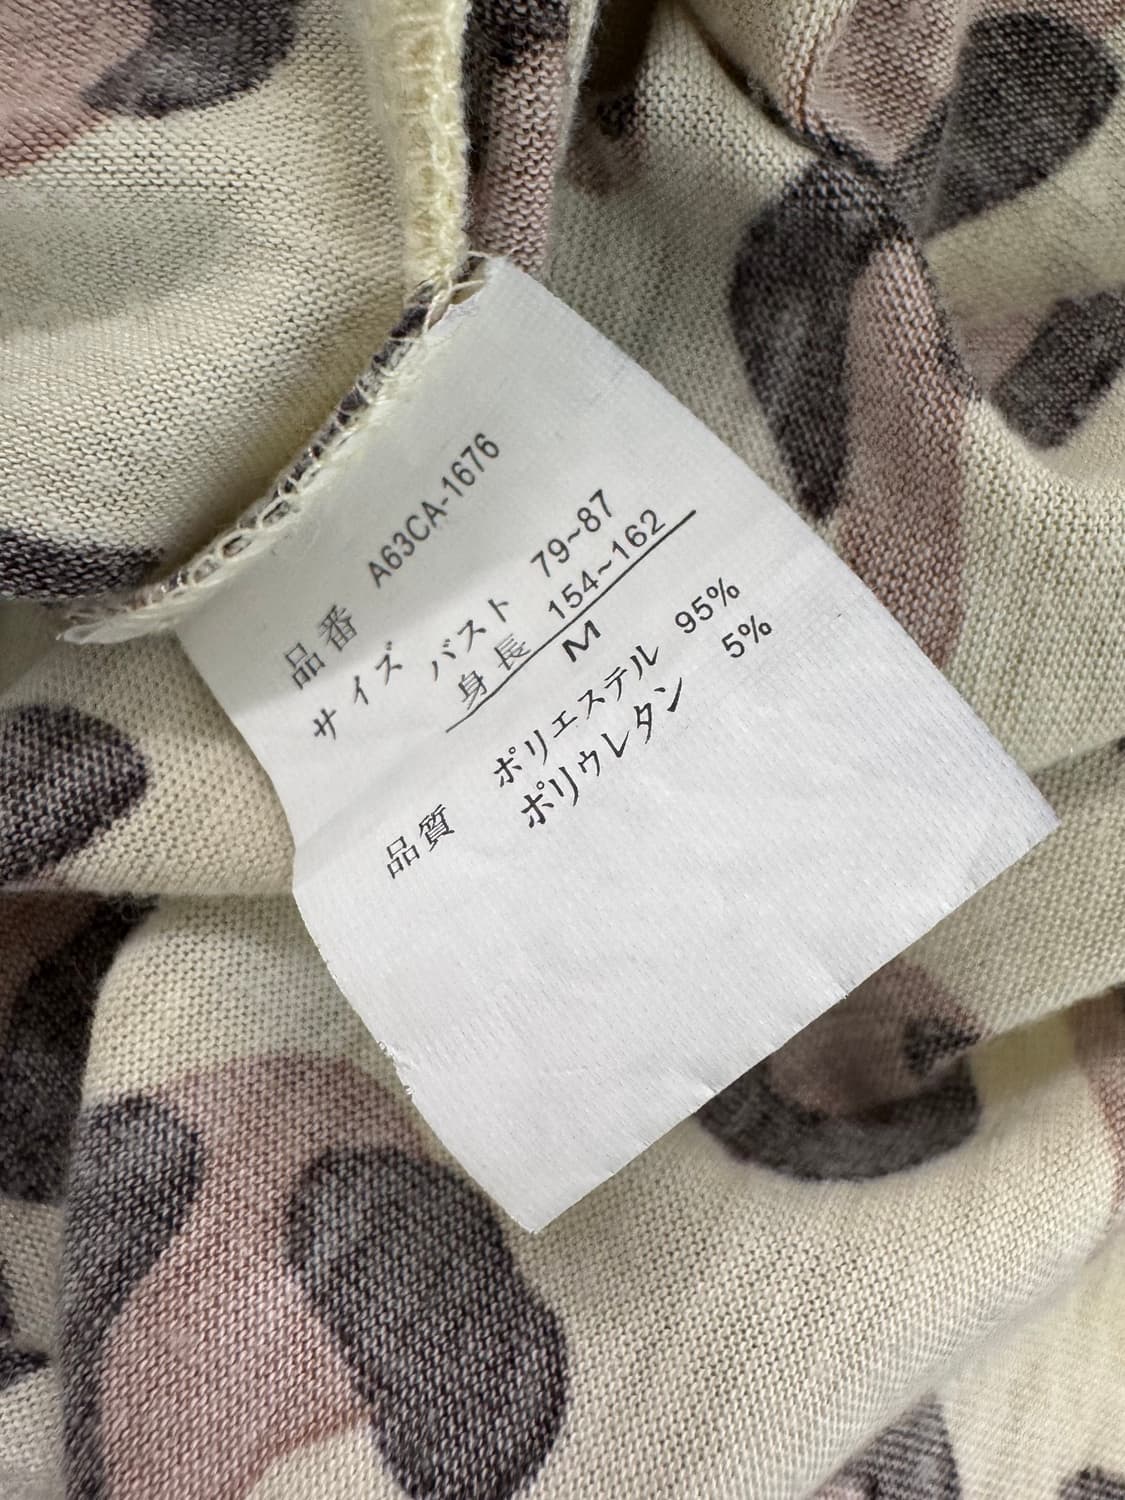 品番 A63CA-1676
サイズ バスト 79~87
身長 154~162
M
品質 ポリエステル 95%
ポリウレタン 5%